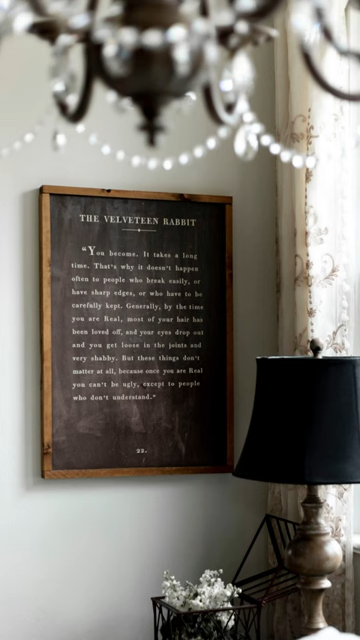 THE VELVETEEN RABBIT
“You become. It takes a long
time. That's why it doesn't happen
often to people who break easily, or
have sharp edges, or who have to be
carefully kept. Generally, by the time
you are Real, most of your hair has
been loved off, and your eyes drop out
and you get loose in the joints and
very shabby. But these things don't
matter at all, because once you are Real
you can't be ugly, except to people
who don't understand.”
22.